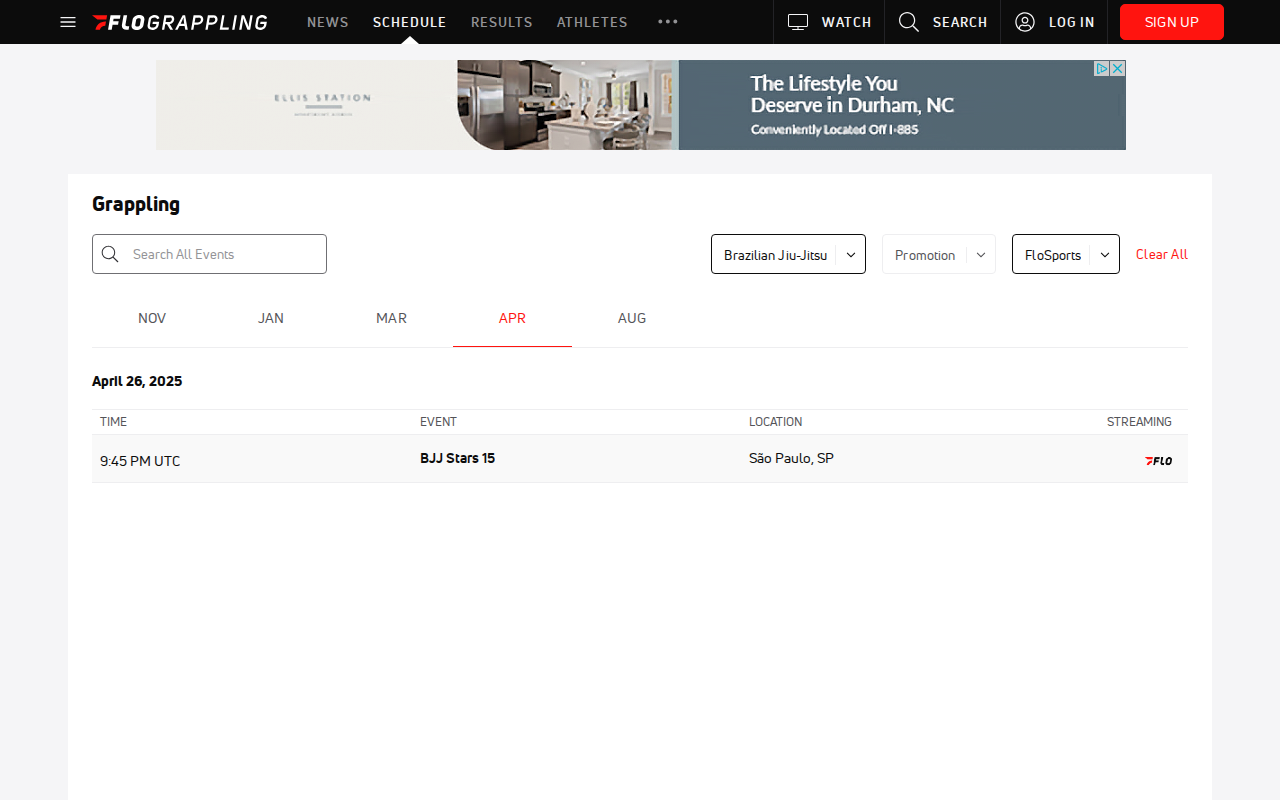 FLOGRAPPLING
NEWS
SCHEDULE
RESULTS
ATHLETES
WATCH
SEARCH
LOG IN
SIGN UP
ELLIS STATION
The Lifestyle You
Deserve in Durham, NC
Conveniently Located Off I-885
Grappling
Search All Events
Brazilian Jiu-Jitsu
Promotion
FloSports
Clear All
NOV
JAN
MAR
APR
AUG
April 26, 2025
TIME
EVENT
LOCATION
STREAMING
9:45 PM UTC
BJJ Stars 15
São Paulo, SP
FLO